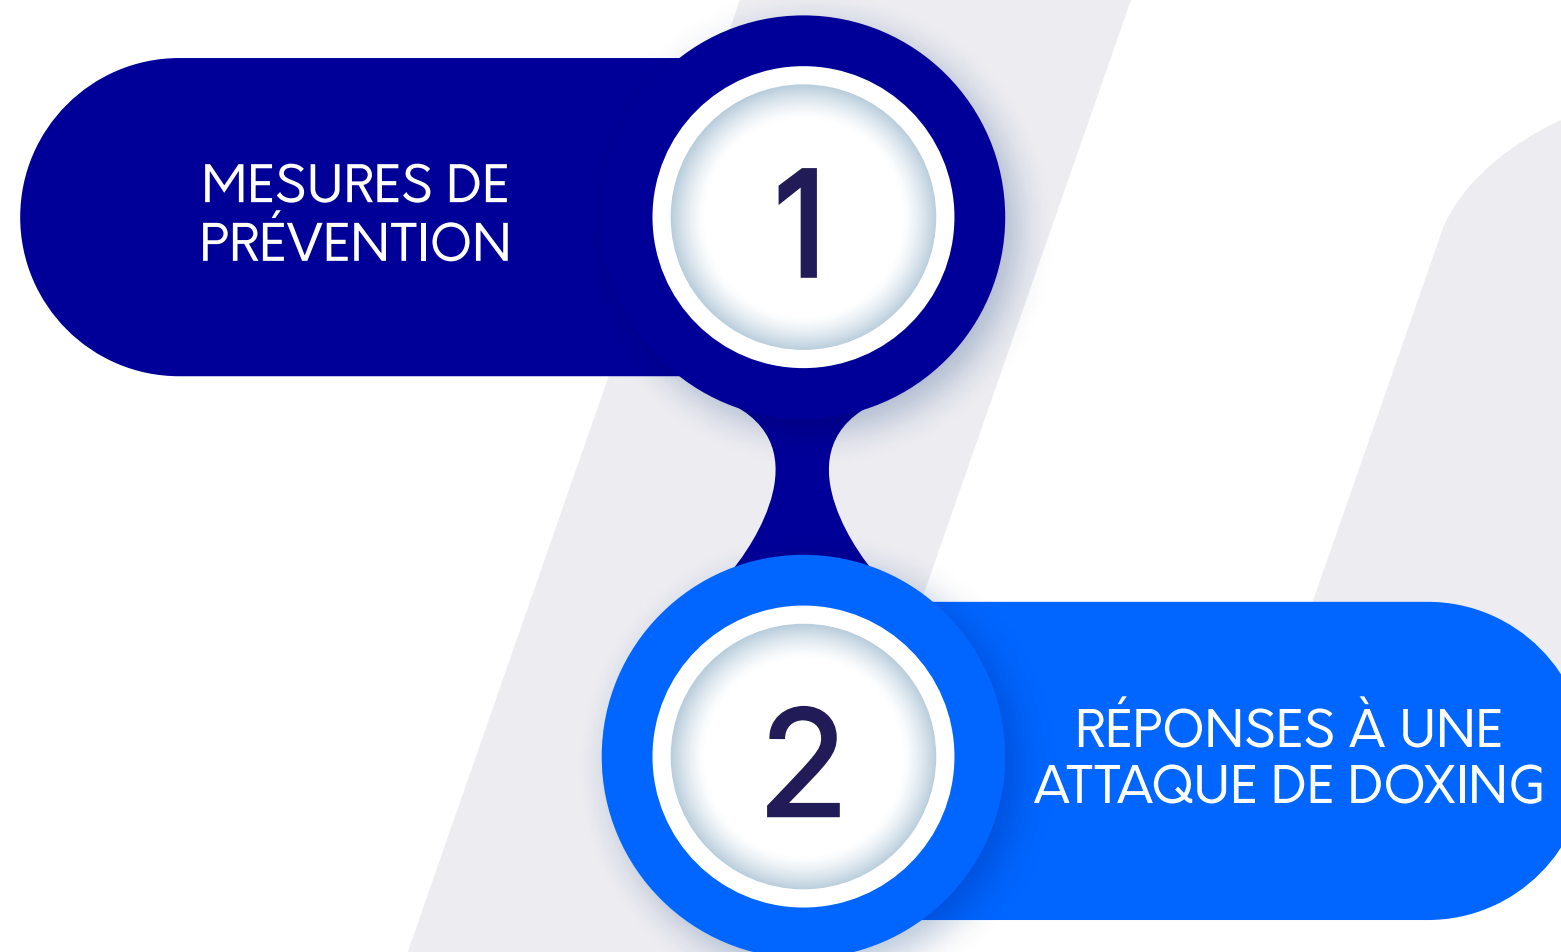 MESURES DE
PRÉVENTION
1
2
RÉPONSES À UNE
ATTAQUE DE DOXING